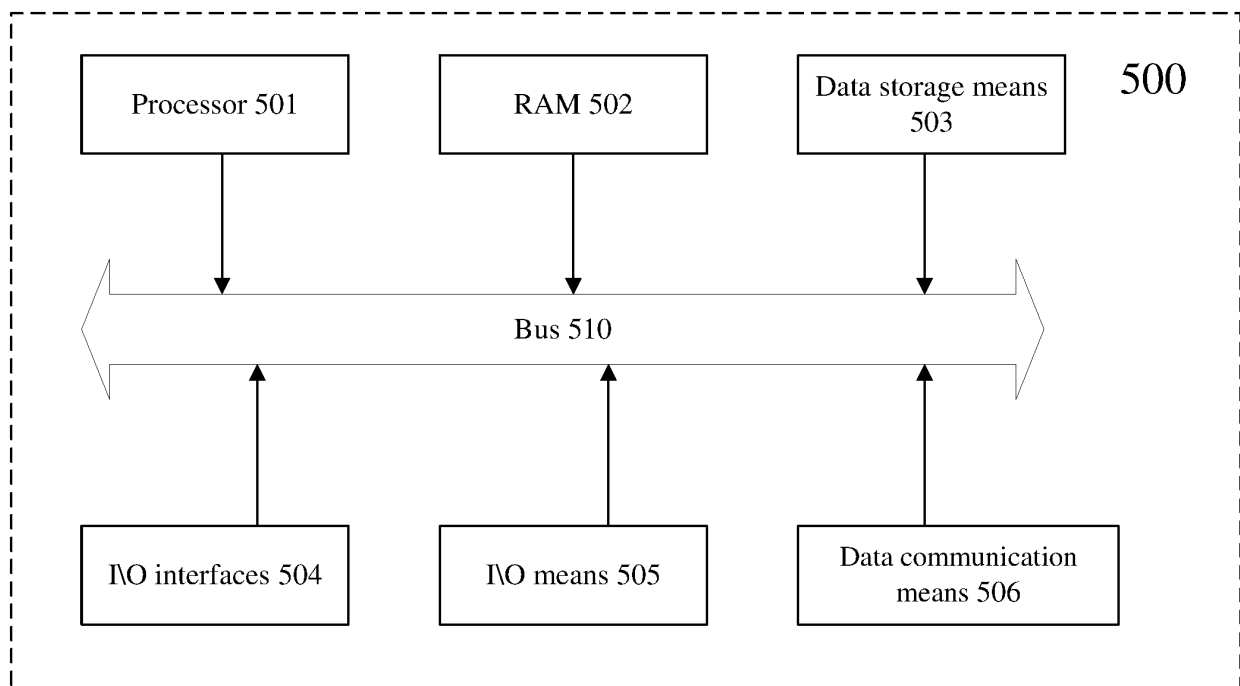 Processor 501
RAM 502
Data storage means
503
500
Bus 510
I\O interfaces 504
I\O means 505
Data communication
means 506